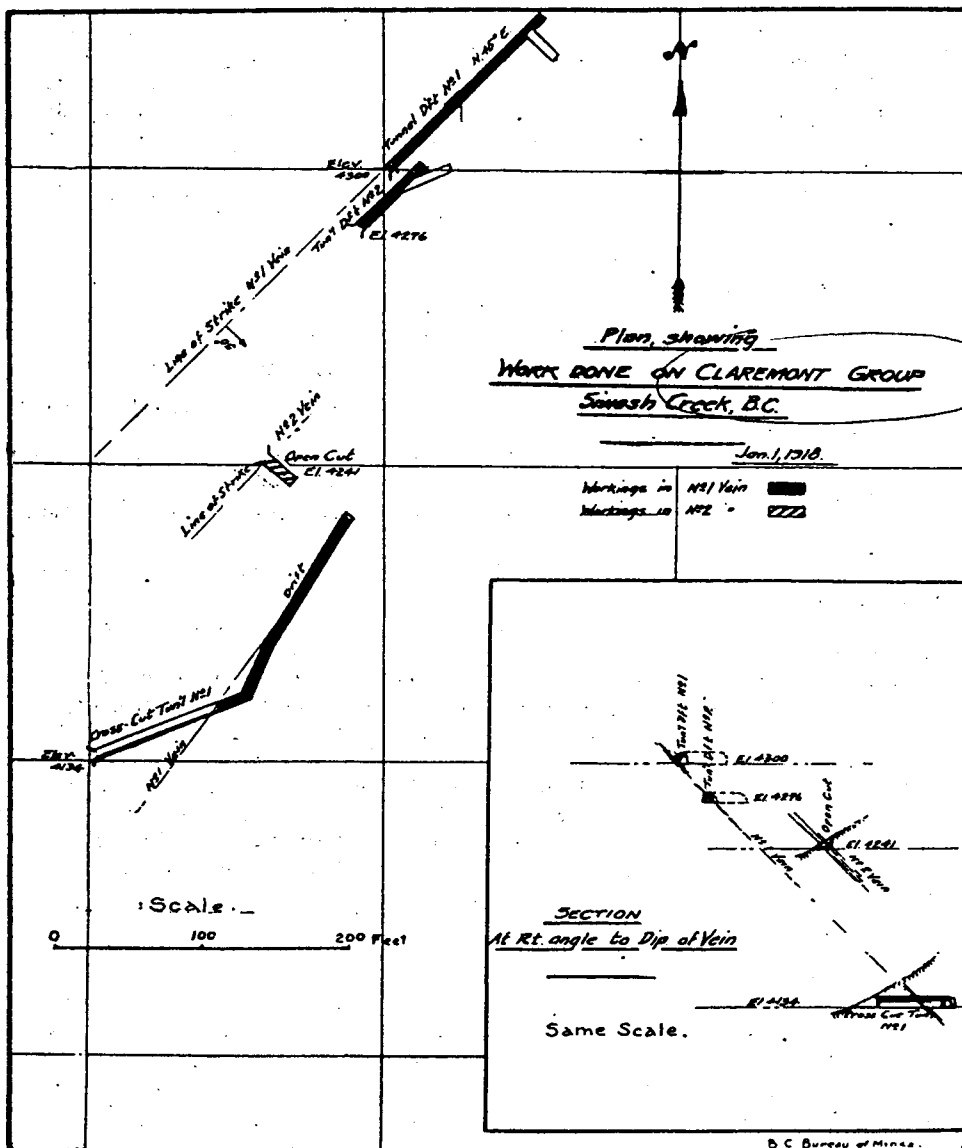 Tunnel Dft Nº1 N.45° E
N
Elev.
4300
Tun'l Dft Nº2
El. 4276
Line of Strike Nº1 Vein
Plan, showing
WORK DONE ON CLAREMONT GROUP
Siwash Creek, B.C.
Jan. 1, 1918.
Workings in Nº1 Vein
Workings in Nº2 "
Nº2 Vein
Open Cut
El. 4241
Line of Strike
Drift
Cross-Cut Tun'l Nº1
Elev.
4134
Nº1 Vein
Scale.
0 100 200 Feet
Tun'l Dft Nº1
Tun'l Dft Nº2
El. 4300
El. 4276
Open Cut
El. 4241
Nº1 Vein
Nº2 Vein
SECTION
At Rt. angle to Dip of Vein
El. 4134
Cross Cut Tun'l
Nº1
Same Scale.
B C Bureau of Mines.